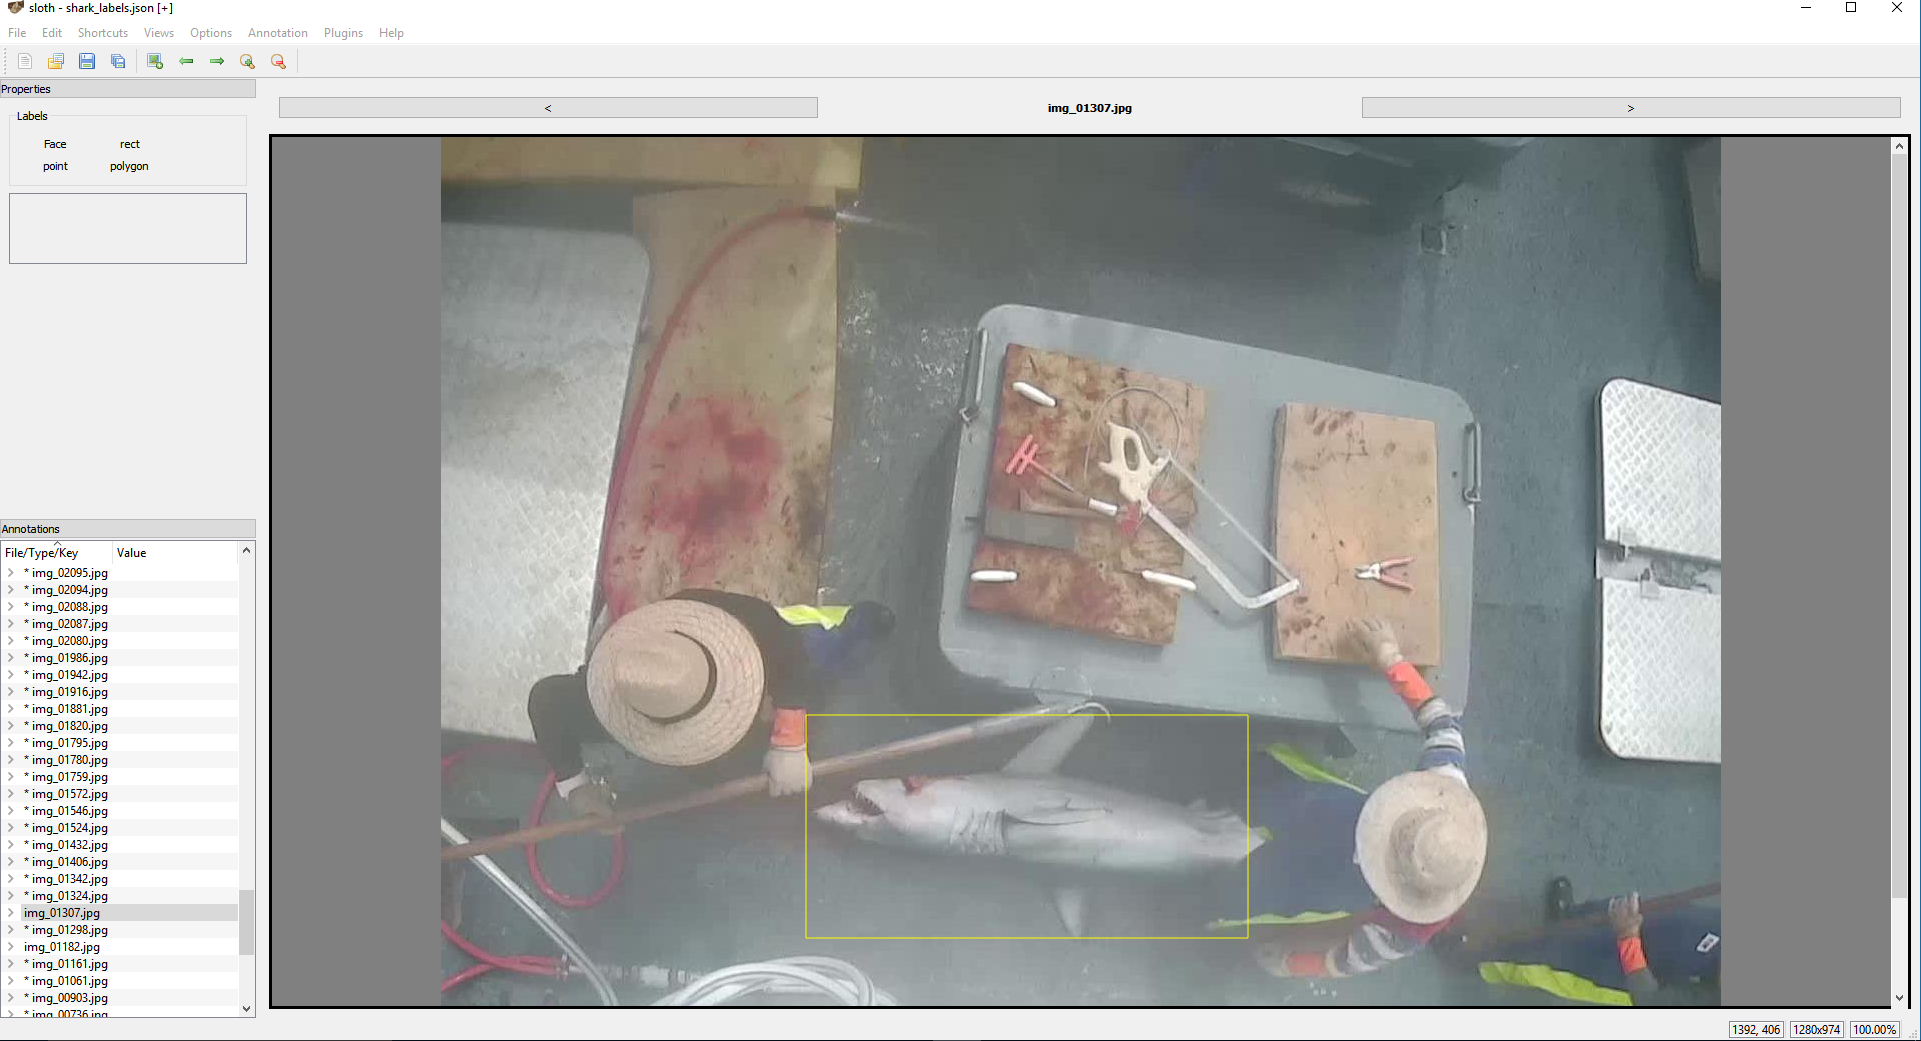 sloth - shark_labels.json [+]
File Edit Shortcuts Views Options Annotation Plugins Help
Properties
Labels
Face rect
point polygon
< img_01307.jpg >
Annotations
File/Type/Key Value
* img_02095.jpg
* img_02094.jpg
* img_02088.jpg
* img_02087.jpg
* img_02080.jpg
* img_01986.jpg
* img_01942.jpg
* img_01916.jpg
* img_01881.jpg
* img_01820.jpg
* img_01795.jpg
* img_01780.jpg
* img_01759.jpg
* img_01572.jpg
* img_01546.jpg
* img_01524.jpg
* img_01432.jpg
* img_01406.jpg
* img_01342.jpg
* img_01324.jpg
img_01307.jpg
* img_01298.jpg
img_01182.jpg
* img_01161.jpg
* img_01061.jpg
* img_00903.jpg
* img_00736.jpg
1392, 406 1280x974 100.00%